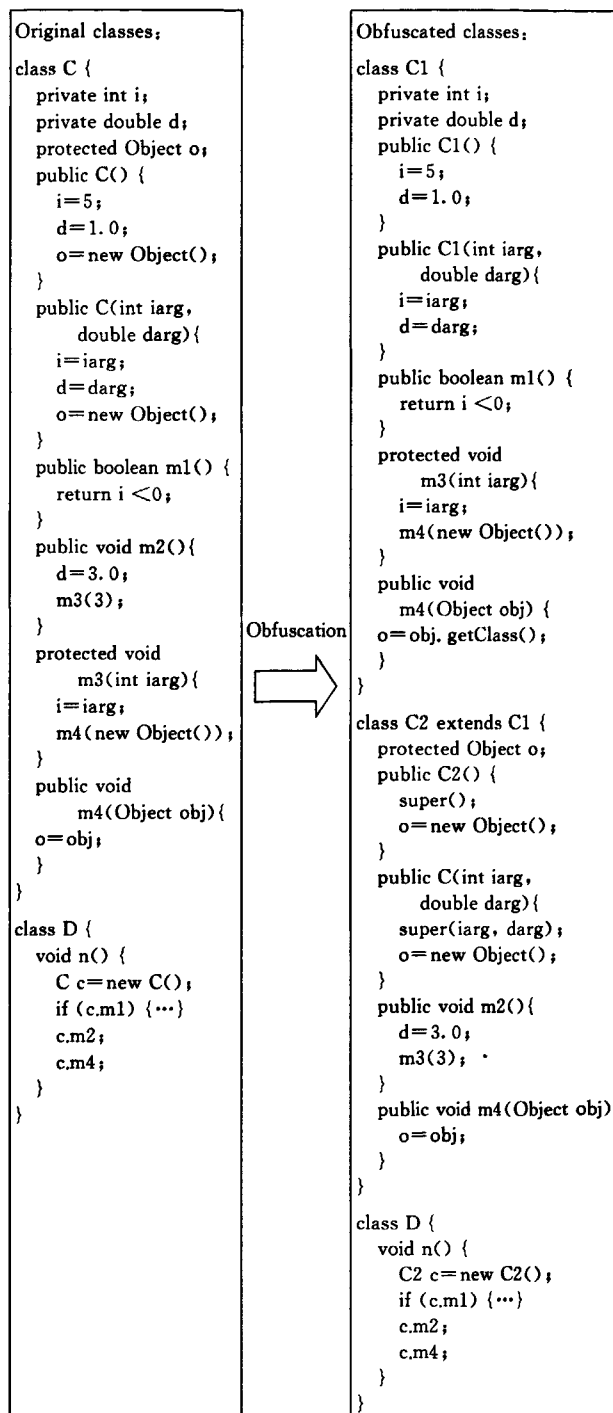 Original classes:
class C {
private int i;
private double d;
protected Object o;
public C() {
i=5;
d=1.0;
o=new Object();
}
public C(int iarg,
double darg){
i=iarg;
d=darg;
o=new Object();
}
public boolean m1() {
return i <0;
}
public void m2(){
d=3.0;
m3(3);
}
protected void
m3(int iarg){
i=iarg;
m4(new Object());
}
public void
m4(Object obj){
o=obj;
}
}
class D {
void n() {
C c=new C();
if (c.m1) {…}
c.m2;
c.m4;
}
}
Obfuscation
Obfuscated classes:
class C1 {
private int i;
private double d;
public C1() {
i=5;
d=1.0;
}
public C1(int iarg,
double darg){
i=iarg;
d=darg;
}
public boolean m1() {
return i <0;
}
protected void
m3(int iarg){
i=iarg;
m4(new Object());
}
public void
m4(Object obj) {
o=obj.getClass();
}
}
class C2 extends C1 {
protected Object o;
public C2() {
super();
o=new Object();
}
public C(int iarg,
double darg){
super(iarg, darg);
o=new Object();
}
public void m2(){
d=3.0;
m3(3);
}
public void m4(Object obj)
o=obj;
}
}
class D {
void n() {
C2 c=new C2();
if (c.m1) {…}
c.m2;
c.m4;
}
}